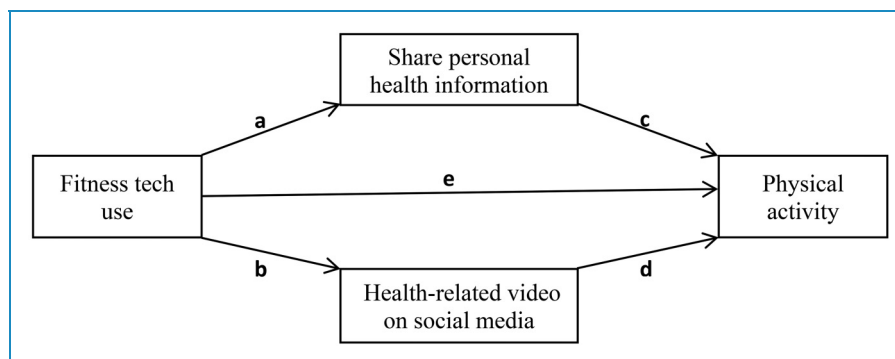 Share personal
health information
a
c
Fitness tech
use
e
Physical
activity
b
d
Health-related video
on social media